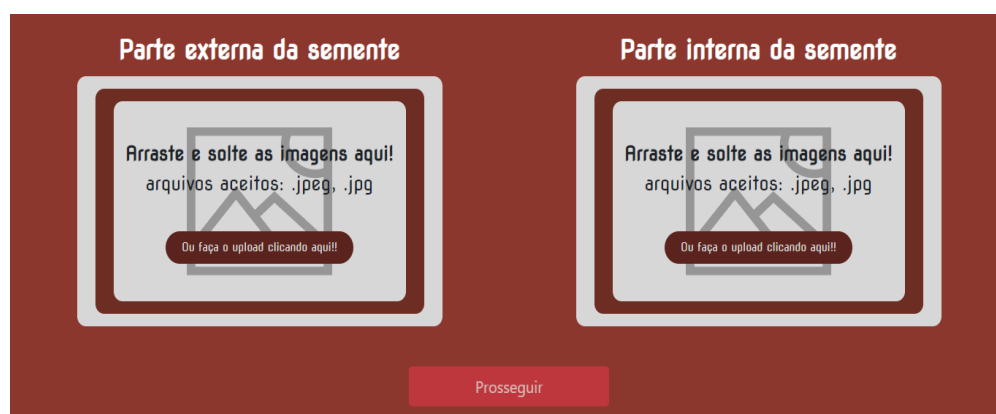 Parte externa da semente
Arraste e solte as imagens aqui!
arquivos aceitos: .jpeg, .jpg
Ou faça o upload clicando aqui!!
Parte interna da semente
Arraste e solte as imagens aqui!
arquivos aceitos: .jpeg, .jpg
Ou faça o upload clicando aqui!!
Prosseguir